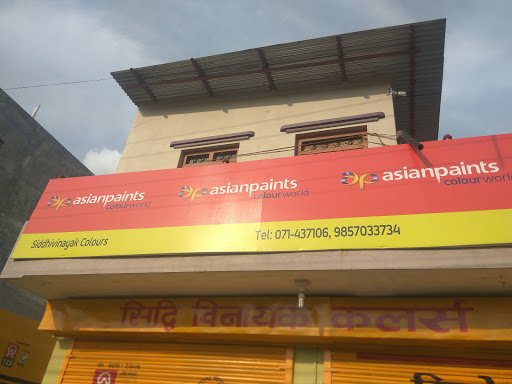 asianpaints
colourworld
asianpaints
colourworld
asianpaints
colourworld
Siddhivinayak Colours
Tel: 071-437106, 9857033734
सिद्धि विनायक कलर्स